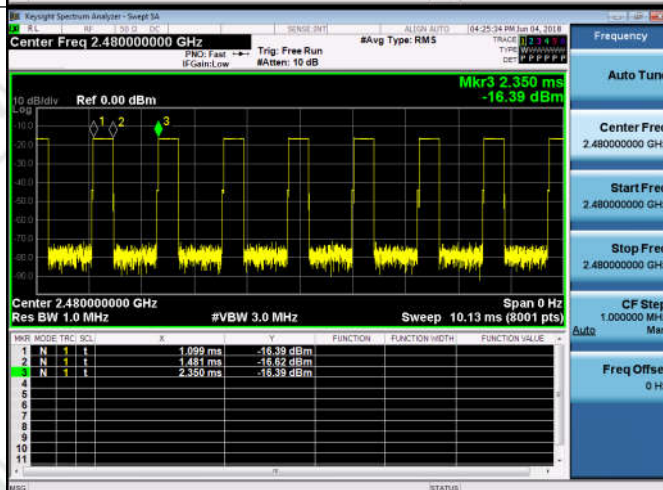 Keysight Spectrum Analyzer - Swept SA
RL RF 50 Ω DC SENSE:INT ALIGN AUTO 04:25:34 PM Jun 04, 2018
Center Freq 2.480000000 GHz
PNO: Fast Trig: Free Run #Avg Type: RMS TRACE 1 2 3 4 5
IFGain:Low #Atten: 10 dB TYPE
DET P P P P P P
Mkr3 2.350 ms
-16.39 dBm
10 dB/div Ref 0.00 dBm
Log
-10.0
-20.0
-30.0
-40.0
-50.0
-60.0
-70.0
-80.0
-90.0
1 2 3
Center 2.480000000 GHz Span 0 Hz
Res BW 1.0 MHz #VBW 3.0 MHz Sweep 10.13 ms (8001 pts)
MKR MODE TRC SCL X Y FUNCTION FUNCTION WIDTH FUNCTION VALUE
1 N 1 t 1.099 ms -16.39 dBm
2 N 1 t 1.481 ms -16.62 dBm
3 N 1 t 2.350 ms -16.39 dBm
4
5
6
7
8
9
10
11
MSG STATUS
Frequency
Auto Tun
Center Fre
2.480000000 GH
Start Fre
2.480000000 GH
Stop Fre
2.480000000 GH
CF Step
1.000000 MH
Auto Ma
Freq Offse
0 H